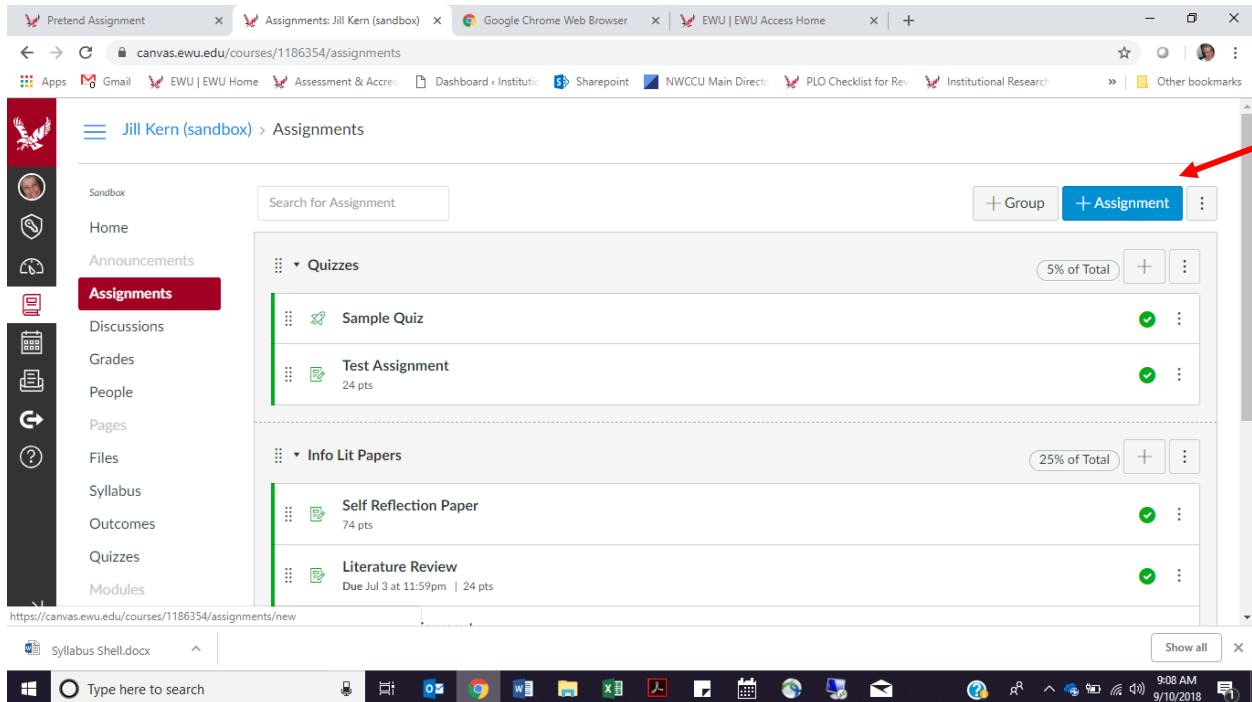 Pretend Assignment
Assignments: Jill Kern (sandbox)
Google Chrome Web Browser
EWU | EWU Access Home
canvas.ewu.edu/courses/1186354/assignments
Apps Gmail EWU | EWU Home Assessment & Accrec Dashboard ‹ Institutic Sharepoint NWCCU Main Directo PLO Checklist for Rev Institutional Research » Other bookmarks
Jill Kern (sandbox) > Assignments
Sandbox
Home
Announcements
Assignments
Discussions
Grades
People
Pages
Files
Syllabus
Outcomes
Quizzes
Modules
Search for Assignment
+ Group
+ Assignment
Quizzes
5% of Total
Sample Quiz
Test Assignment
24 pts
Info Lit Papers
25% of Total
Self Reflection Paper
74 pts
Literature Review
Due Jul 3 at 11:59pm | 24 pts
https://canvas.ewu.edu/courses/1186354/assignments/new
Syllabus Shell.docx
Show all
Type here to search
9:08 AM
9/10/2018